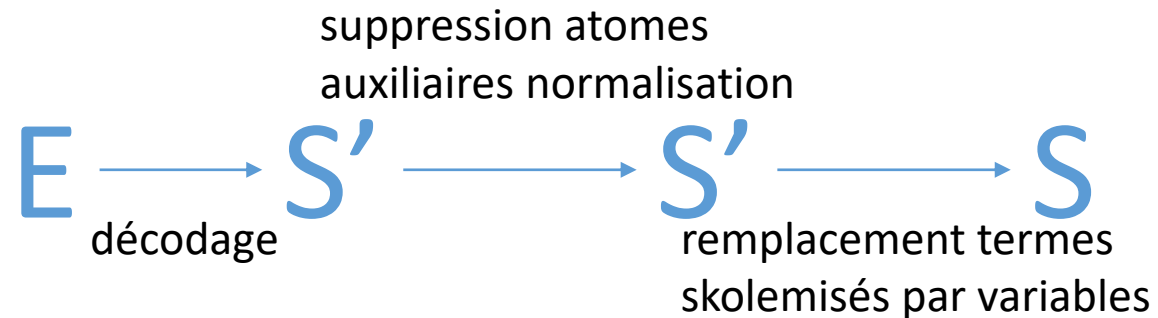 suppression atomes
auxiliaires normalisation
E S’ S’ S
décodage
remplacement termes
skolemisés par variables